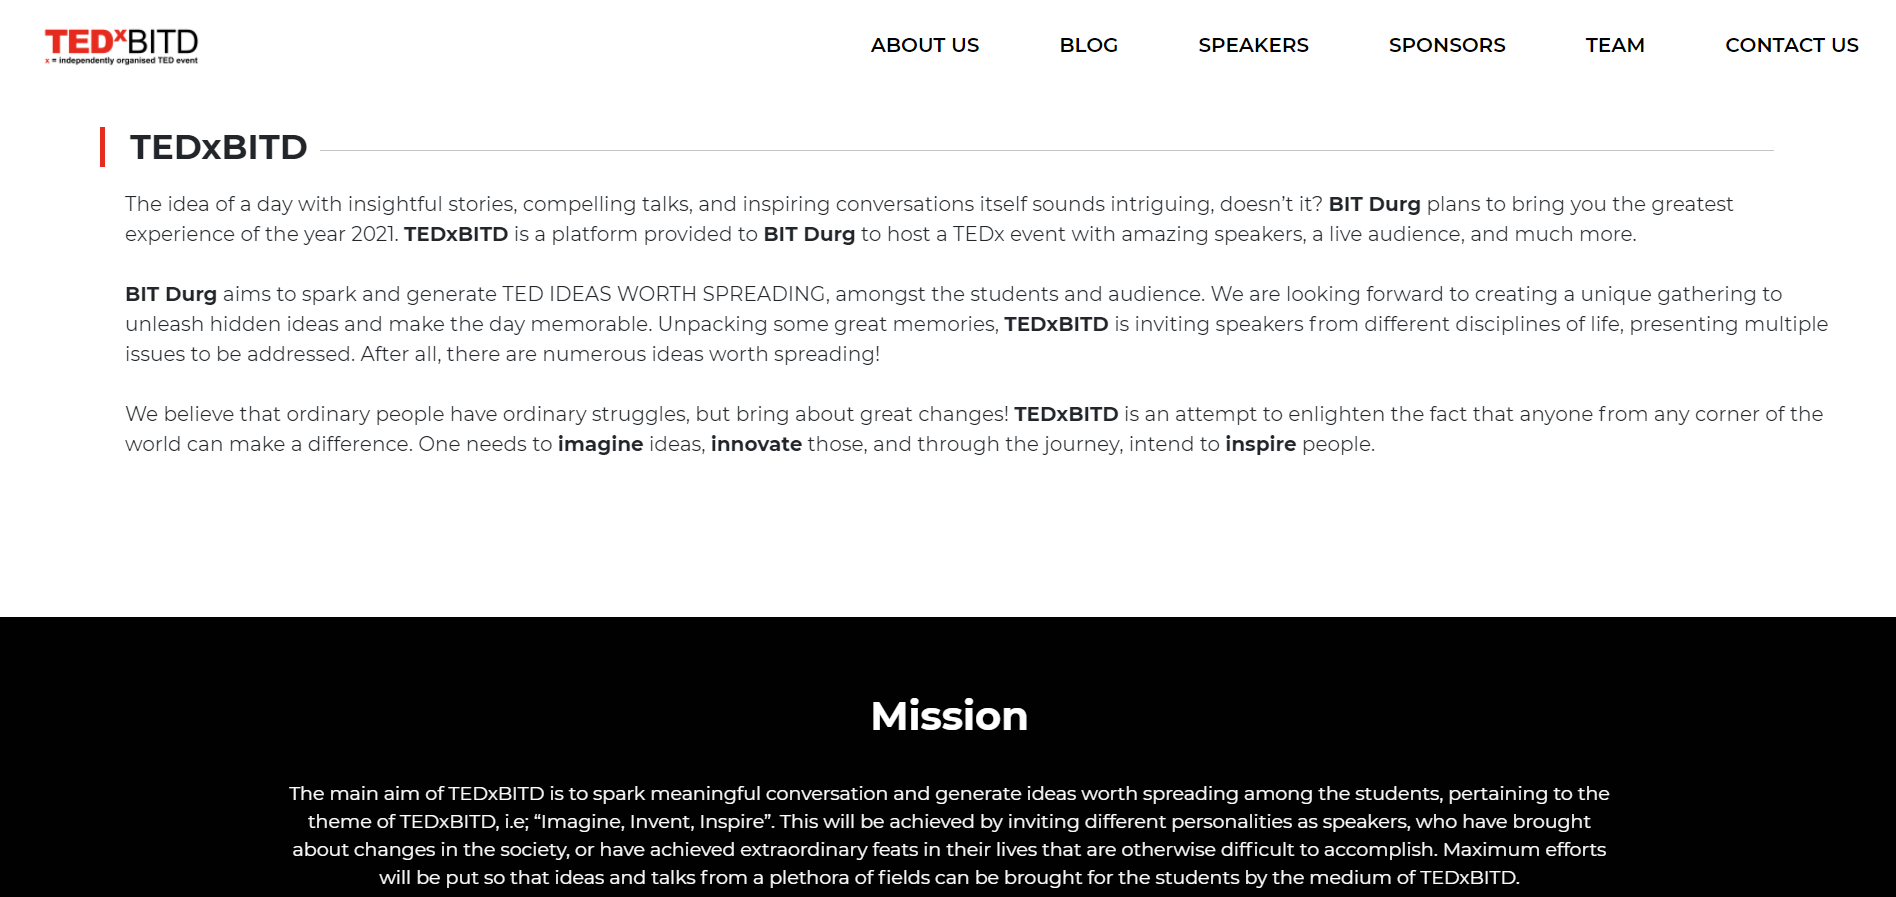 TEDxBITD
x = independently organised TED event
ABOUT US
BLOG
SPEAKERS
SPONSORS
TEAM
CONTACT US
TEDxBITD
The idea of a day with insightful stories, compelling talks, and inspiring conversations itself sounds intriguing, doesn’t it? BIT Durg plans to bring you the greatest
experience of the year 2021. TEDxBITD is a platform provided to BIT Durg to host a TEDx event with amazing speakers, a live audience, and much more.
BIT Durg aims to spark and generate TED IDEAS WORTH SPREADING, amongst the students and audience. We are looking forward to creating a unique gathering to
unleash hidden ideas and make the day memorable. Unpacking some great memories, TEDxBITD is inviting speakers from different disciplines of life, presenting multiple
issues to be addressed. After all, there are numerous ideas worth spreading!
We believe that ordinary people have ordinary struggles, but bring about great changes! TEDxBITD is an attempt to enlighten the fact that anyone from any corner of the
world can make a difference. One needs to imagine ideas, innovate those, and through the journey, intend to inspire people.
Mission
The main aim of TEDxBITD is to spark meaningful conversation and generate ideas worth spreading among the students, pertaining to the
theme of TEDxBITD, i.e; “Imagine, Invent, Inspire”. This will be achieved by inviting different personalities as speakers, who have brought
about changes in the society, or have achieved extraordinary feats in their lives that are otherwise difficult to accomplish. Maximum efforts
will be put so that ideas and talks from a plethora of fields can be brought for the students by the medium of TEDxBITD.